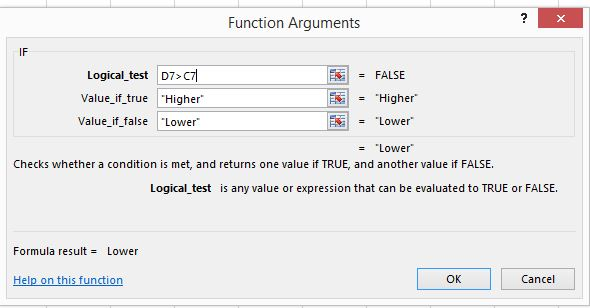 Function Arguments ? ×
IF
Logical_test D7>C7 = FALSE
Value_if_true "Higher" = "Higher"
Value_if_false "Lower" = "Lower"
= "Lower"
Checks whether a condition is met, and returns one value if TRUE, and another value if FALSE.
Logical_test is any value or expression that can be evaluated to TRUE or FALSE.
Formula result = Lower
Help on this function OK Cancel